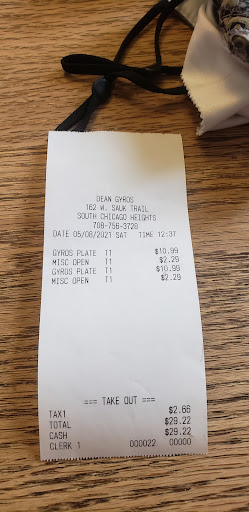 DEAN GYROS
162 W. SAUK TRAIL
SOUTH CHICAGO HEIGHTS
708-756-3728
DATE 05/08/2021 SAT TIME 12:37
GYROS PLATE T1 $10.99
MISC OPEN T1 $2.29
GYROS PLATE T1 $10.99
MISC OPEN T1 $2.29
=== TAKE OUT ===
TAX1 $2.66
TOTAL $29.22
CASH $29.22
CLERK 1 000022 00000